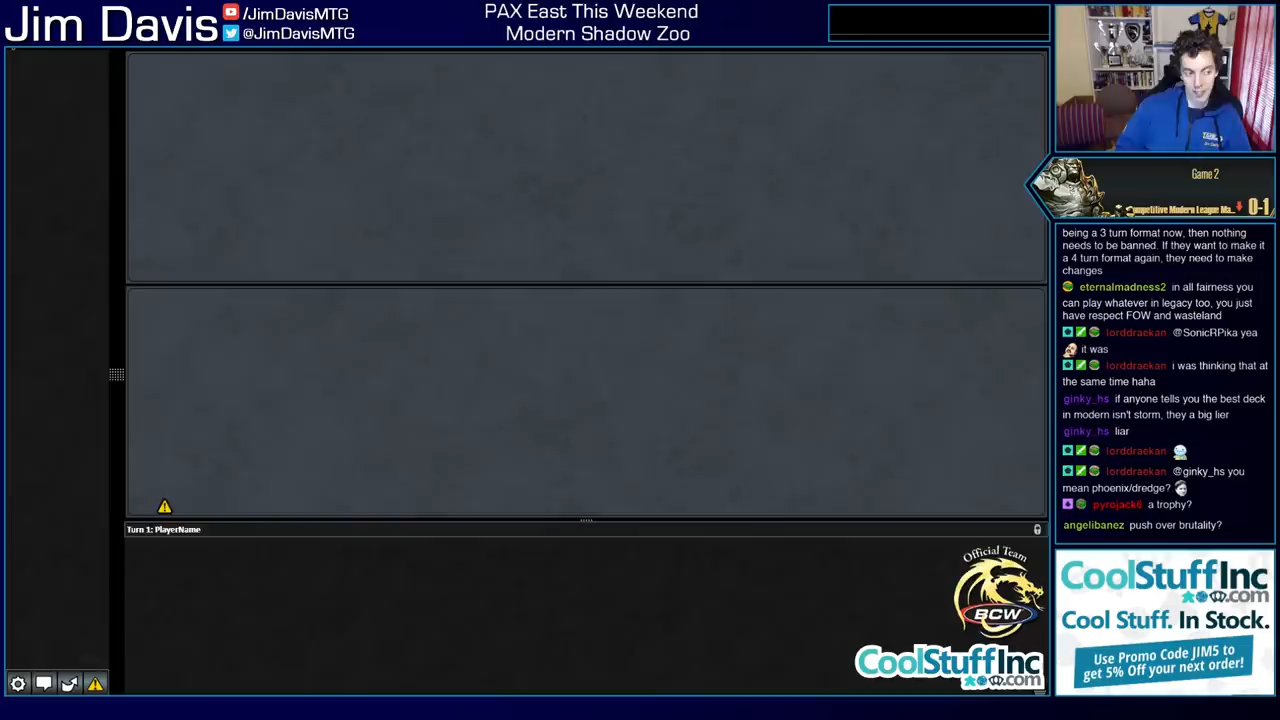 Jim Davis
/JimDavisMTG
@JimDavisMTG
PAX East This Weekend
Modern Shadow Zoo
Game 2
Competitive Modern League Ma...
0-1
being a 3 turn format now, then nothing
needs to be banned. If they want to make it
a 4 turn format again, they need to make
changes
eternalmadness2 in all fairness you
can play whatever in legacy too, you just
have respect FOW and wasteland
lorddraekan @SonicRPika yea
it was
lorddraekan i was thinking that at
the same time haha
ginky_hs if anyone tells you the best deck
in modern isn't storm, they a big lier
ginky_hs liar
lorddraekan
lorddraekan @ginky_hs you
mean phoenix/dredge?
pyrojack6 a trophy?
angelibanez push over brutality?
Turn 1: PlayerName
Official Team
BCW
CoolStuffInc
.com
CoolStuffInc
.com
Cool Stuff. In Stock.
Use Promo Code JIM5 to
get 5% Off your next order!